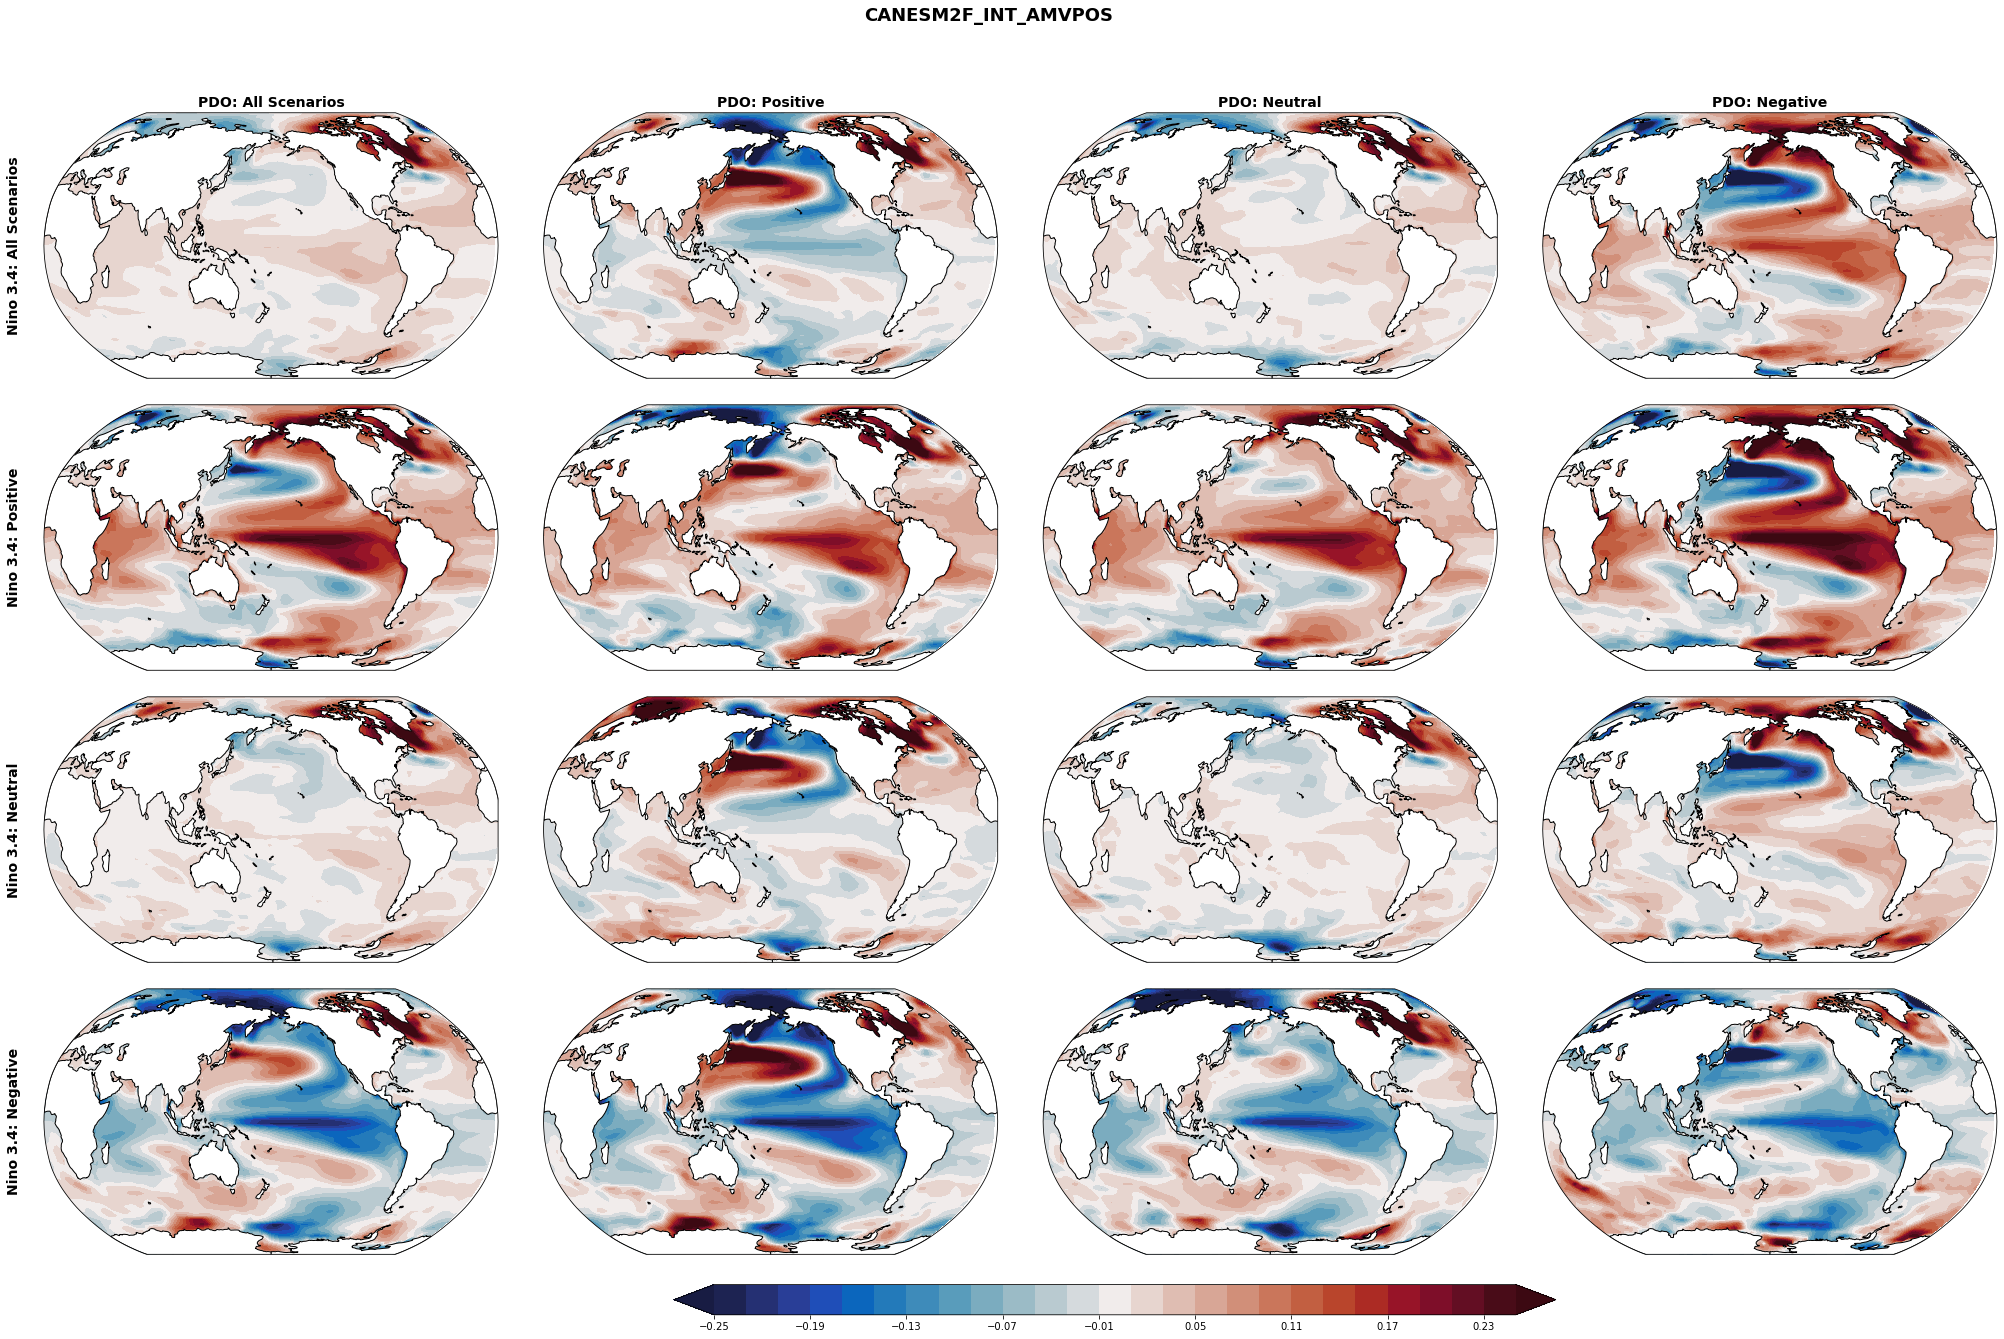 CANESM2F_INT_AMVPOS
PDO: All Scenarios
PDO: Positive
PDO: Neutral
PDO: Negative
Nino 3.4: All Scenarios
Nino 3.4: Positive
Nino 3.4: Neutral
Nino 3.4: Negative
−0.25 −0.19 −0.13 −0.07 −0.01 0.05 0.11 0.17 0.23